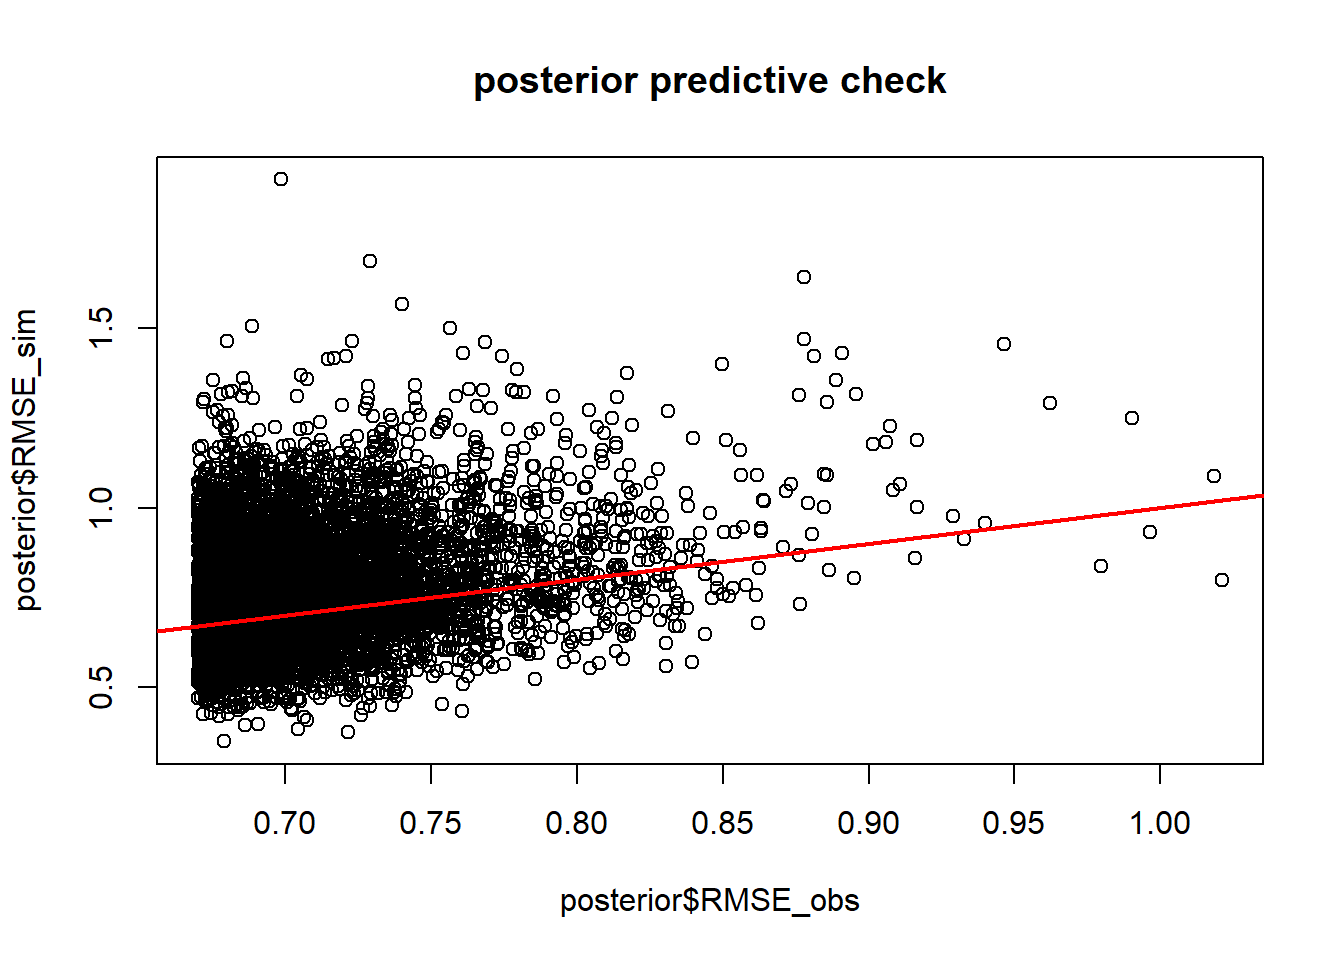 posterior predictive check
posterior$RMSE_sim
1.5
1.0
0.5
0.70 0.75 0.80 0.85 0.90 0.95 1.00
posterior$RMSE_obs